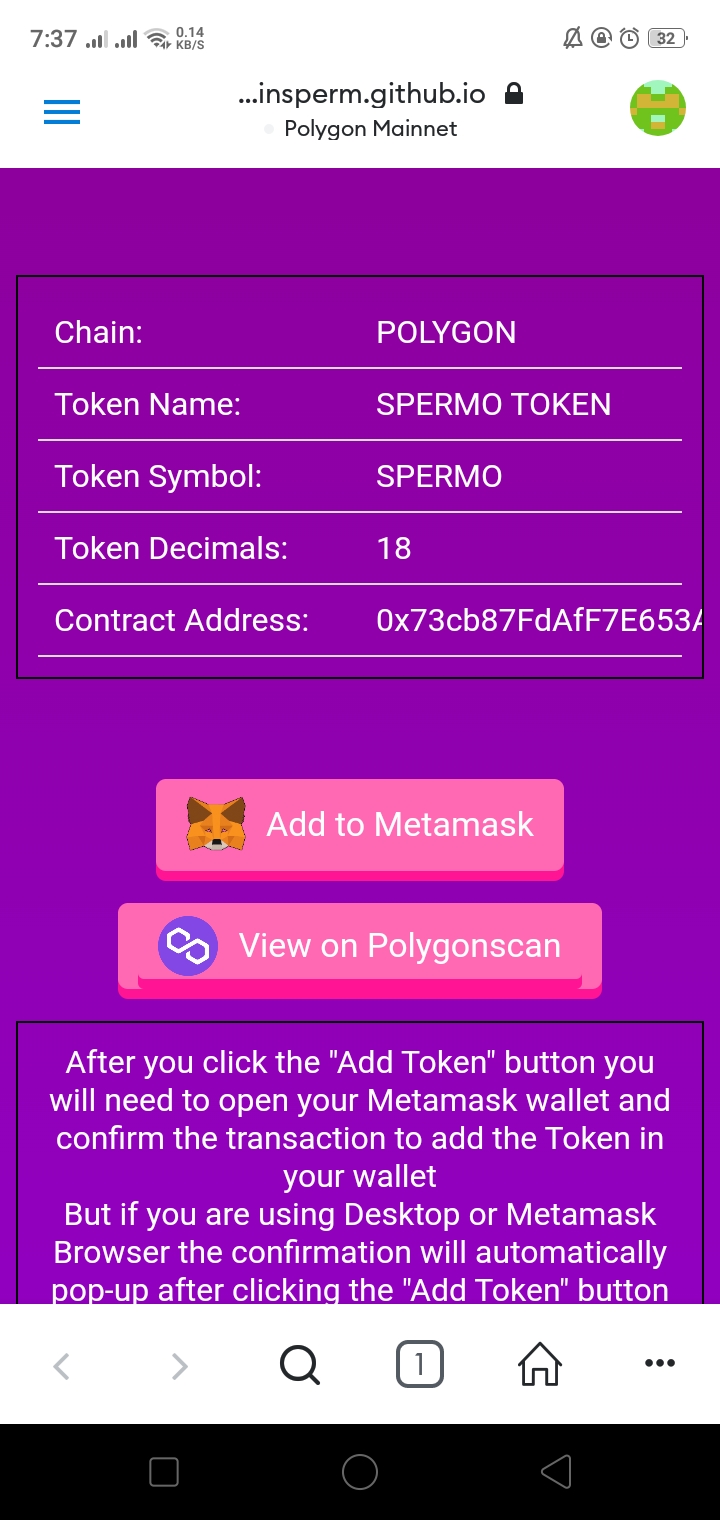 7:37 0.14 KB/S 32
...insperm.github.io
Polygon Mainnet
Chain: POLYGON
Token Name: SPERMO TOKEN
Token Symbol: SPERMO
Token Decimals: 18
Contract Address: 0x73cb87FdAfF7E653A
Add to Metamask
View on Polygonscan
After you click the "Add Token" button you
will need to open your Metamask wallet and
confirm the transaction to add the Token in
your wallet
But if you are using Desktop or Metamask
Browser the confirmation will automatically
pop-up after clicking the "Add Token" button
1